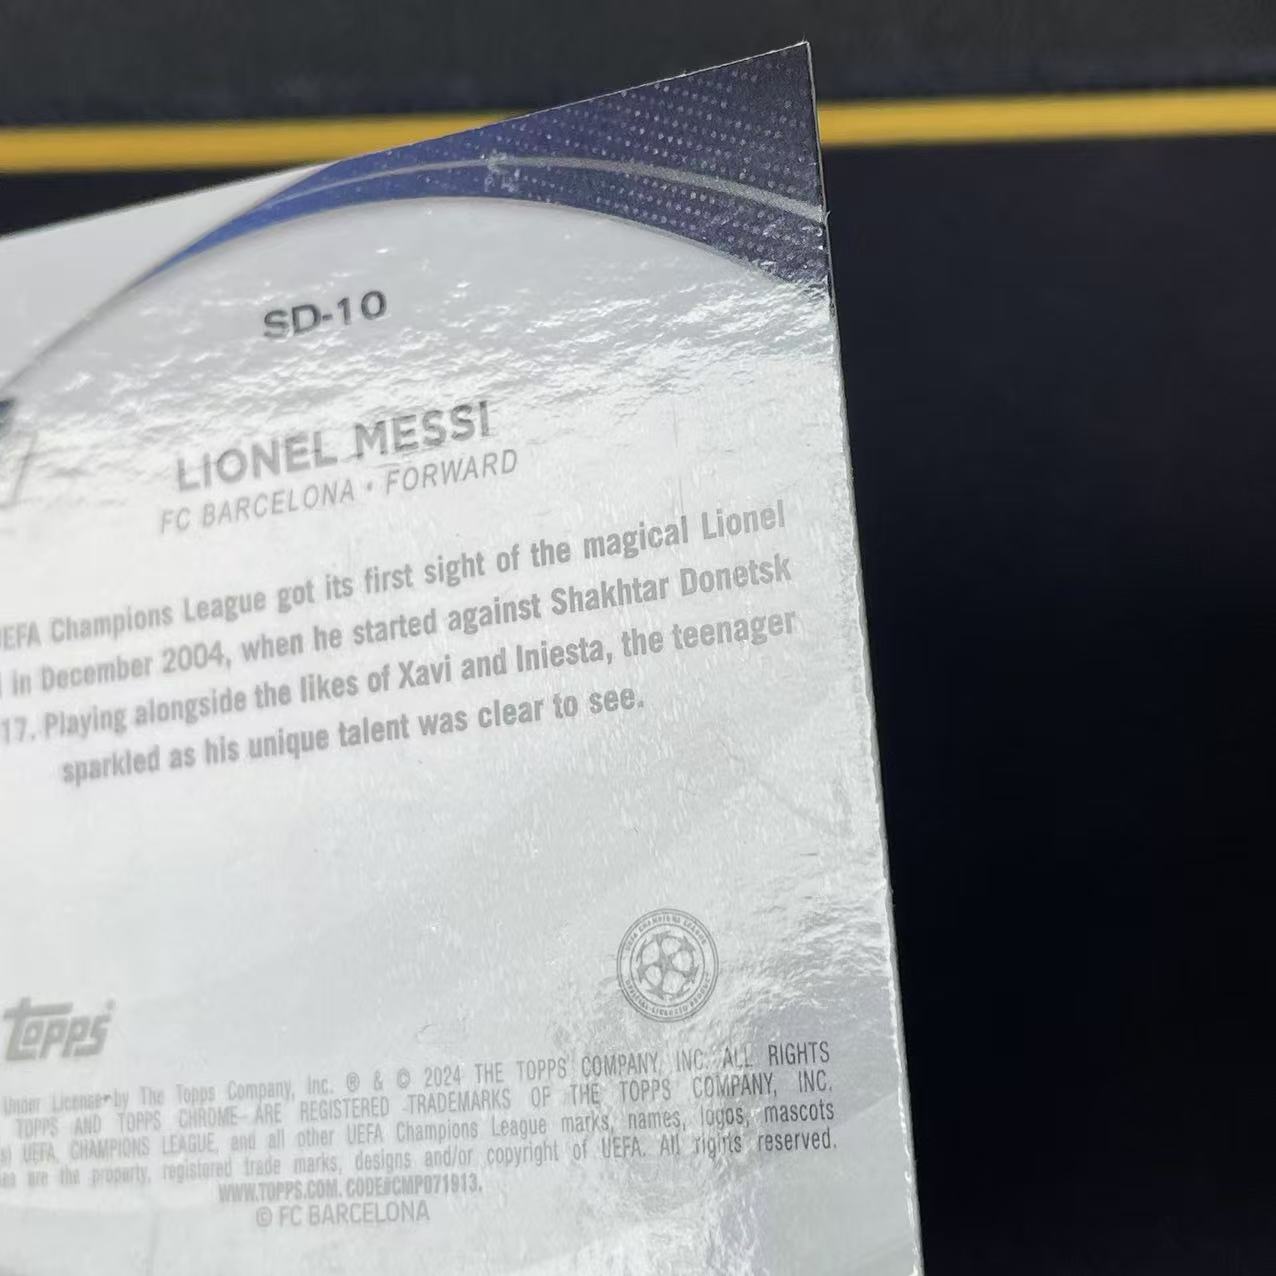 SD-10
LIONEL MESSI
FC BARCELONA • FORWARD
UEFA Champions League got its first sight of the magical Lionel
in December 2004, when he started against Shakhtar Donetsk
17. Playing alongside the likes of Xavi and Iniesta, the teenager
sparkled as his unique talent was clear to see.
topps
Under License by The Topps Company, Inc. ® & © 2024 THE TOPPS COMPANY, INC. ALL RIGHTS
TOPPS AND TOPPS CHROME ARE REGISTERED TRADEMARKS OF THE TOPPS COMPANY, INC.
UEFA CHAMPIONS LEAGUE, and all other UEFA Champions League marks, names, logos, mascots
are the property, registered trade marks, designs and/or copyright of UEFA. All rights reserved.
WWW.TOPPS.COM. CODE#CMP071913.
© FC BARCELONA